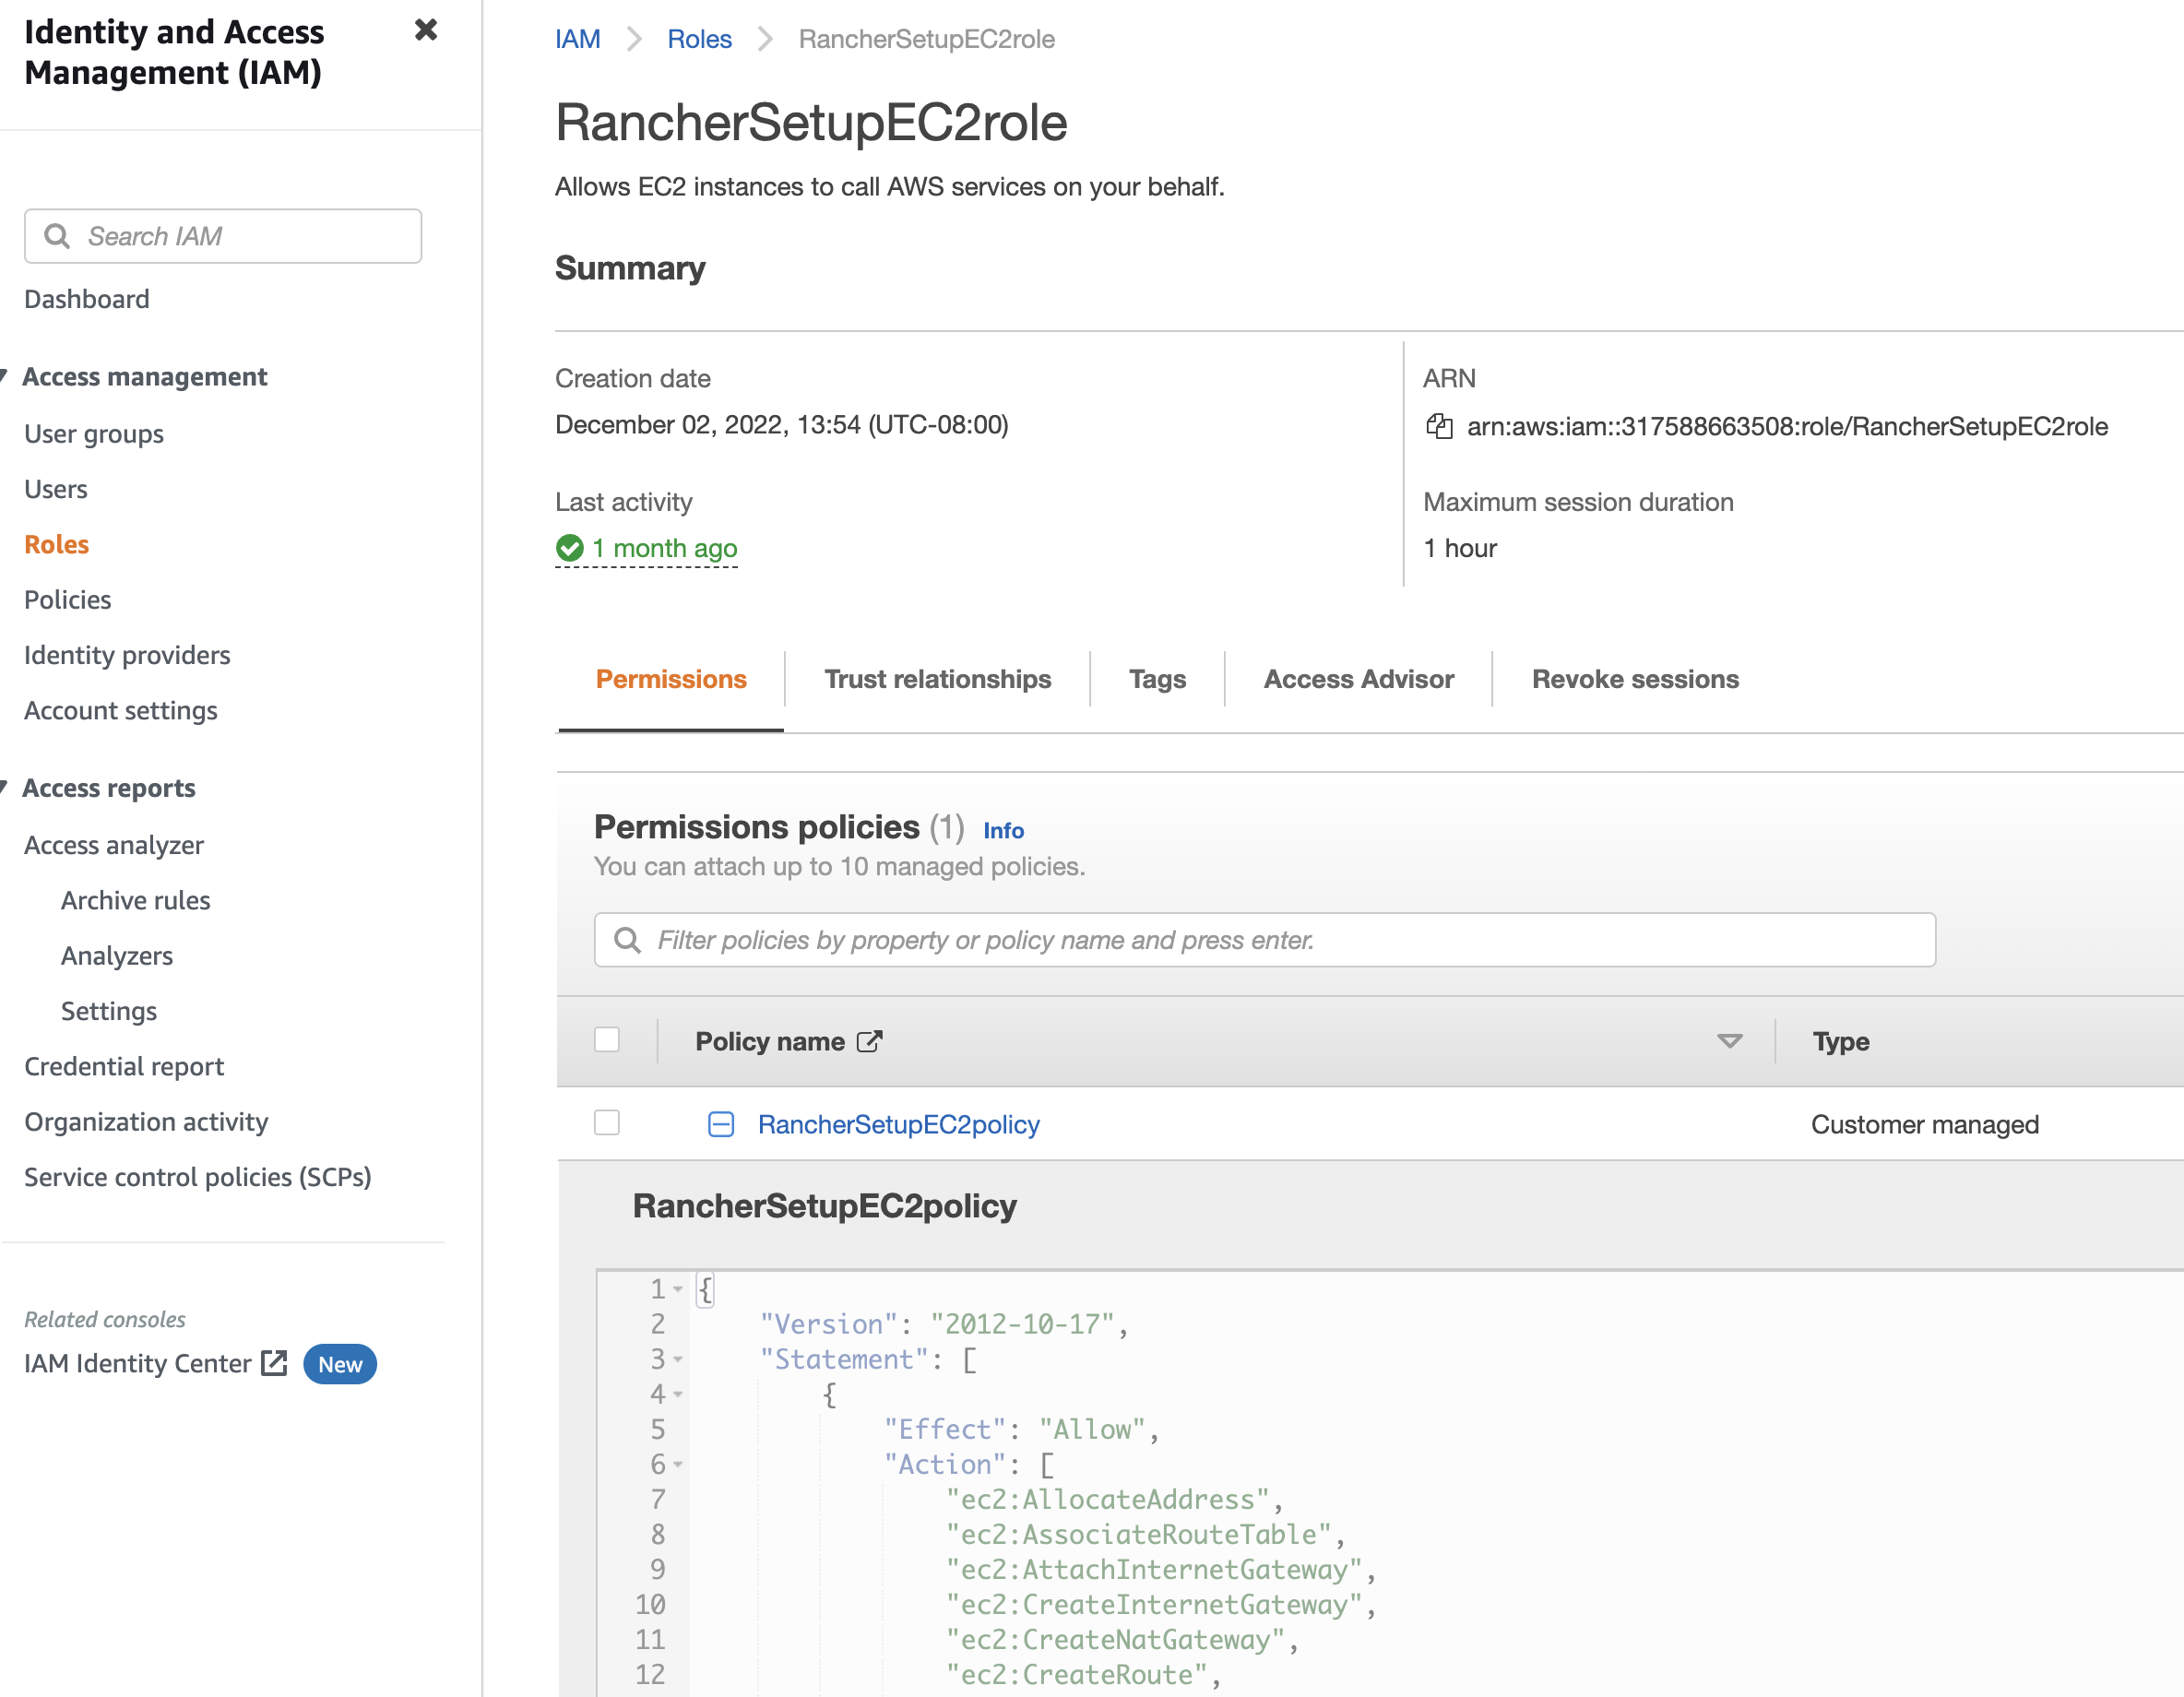 Identity and Access
Management (IAM)
Search IAM
Dashboard
Access management
User groups
Users
Roles
Policies
Identity providers
Account settings
Access reports
Access analyzer
Archive rules
Analyzers
Settings
Credential report
Organization activity
Service control policies (SCPs)
Related consoles
IAM Identity Center New
IAM > Roles > RancherSetupEC2role
RancherSetupEC2role
Allows EC2 instances to call AWS services on your behalf.
Summary
Creation date
December 02, 2022, 13:54 (UTC-08:00)
Last activity
1 month ago
ARN
arn:aws:iam::317588663508:role/RancherSetupEC2role
Maximum session duration
1 hour
Permissions Trust relationships Tags Access Advisor Revoke sessions
Permissions policies (1) Info
You can attach up to 10 managed policies.
Filter policies by property or policy name and press enter.
Policy name Type
RancherSetupEC2policy Customer managed
RancherSetupEC2policy
1 {
2 "Version": "2012-10-17",
3 "Statement": [
4 {
5 "Effect": "Allow",
6 "Action": [
7 "ec2:AllocateAddress",
8 "ec2:AssociateRouteTable",
9 "ec2:AttachInternetGateway",
10 "ec2:CreateInternetGateway",
11 "ec2:CreateNatGateway",
12 "ec2:CreateRoute",